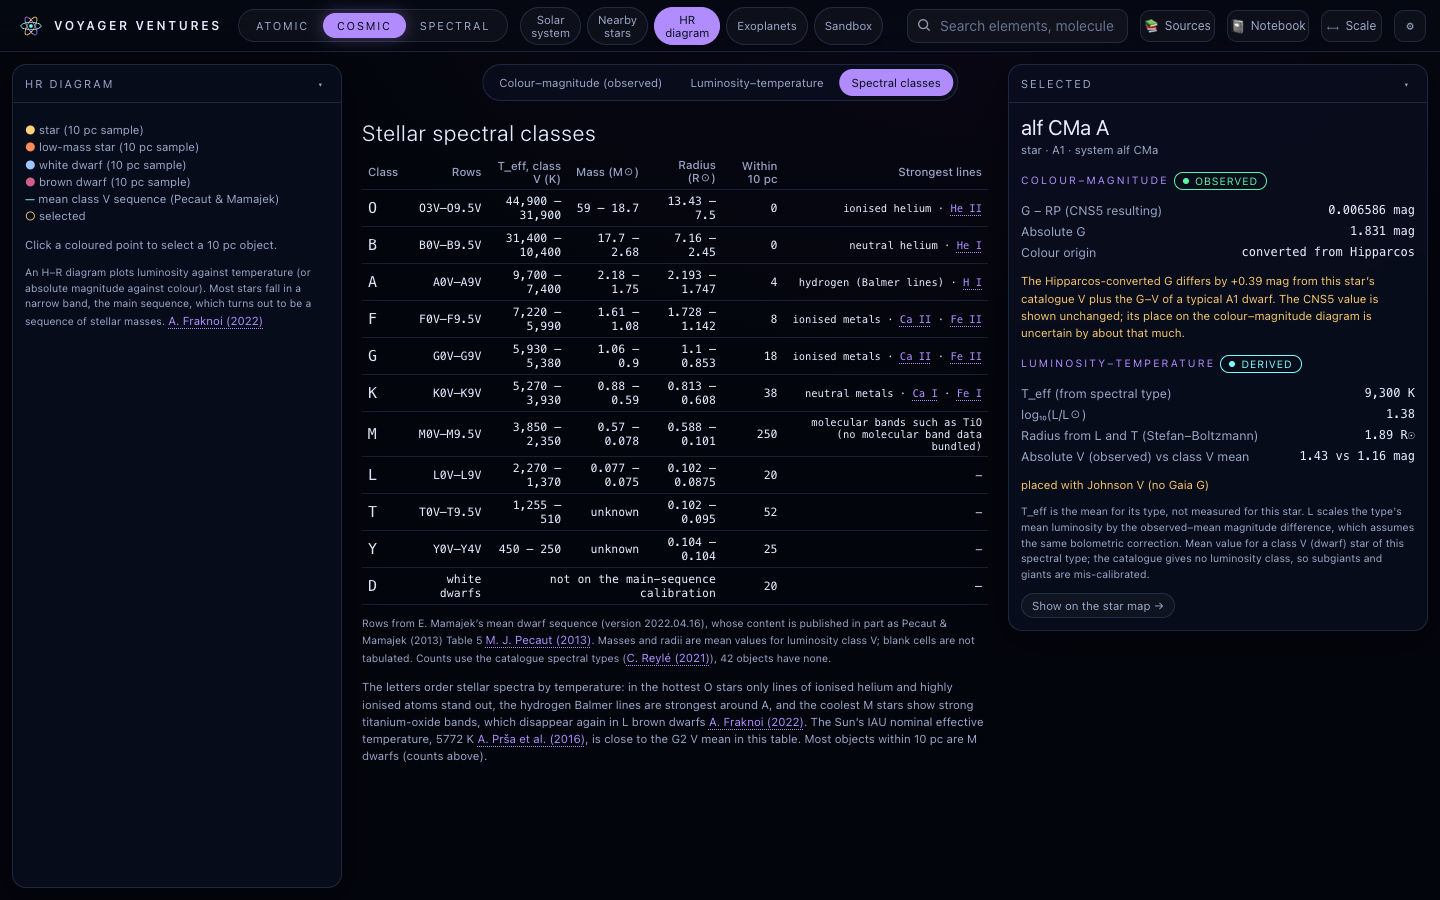 VOYAGER VENTURES
ATOMIC
COSMIC
SPECTRAL
Solar system
Nearby stars
HR diagram
Exoplanets
Sandbox
Search elements, molecule
Sources
Notebook
Scale
HR DIAGRAM
star (10 pc sample)
low-mass star (10 pc sample)
white dwarf (10 pc sample)
brown dwarf (10 pc sample)
mean class V sequence (Pecaut & Mamajek)
selected
Click a coloured point to select a 10 pc object.
An H–R diagram plots luminosity against temperature (or
absolute magnitude against colour). Most stars fall in a
narrow band, the main sequence, which turns out to be a
sequence of stellar masses. A. Fraknoi (2022)
Colour–magnitude (observed)
Luminosity–temperature
Spectral classes
Stellar spectral classes
Class Rows T_eff, class V (K) Mass (M☉) Radius (R☉) Within 10 pc Strongest lines
O O3V–O9.5V 44,900 – 31,900 59 – 18.7 13.43 – 7.5 0 ionised helium · He II
B B0V–B9.5V 31,400 – 10,400 17.7 – 2.68 7.16 – 2.45 0 neutral helium · He I
A A0V–A9V 9,700 – 7,400 2.18 – 1.75 2.193 – 1.747 4 hydrogen (Balmer lines) · H I
F F0V–F9.5V 7,220 – 5,990 1.61 – 1.08 1.728 – 1.142 8 ionised metals · Ca II · Fe II
G G0V–G9V 5,930 – 5,380 1.06 – 0.9 1.1 – 0.853 18 ionised metals · Ca II · Fe II
K K0V–K9V 5,270 – 3,930 0.88 – 0.59 0.813 – 0.608 38 neutral metals · Ca I · Fe I
M M0V–M9.5V 3,850 – 2,350 0.57 – 0.078 0.588 – 0.101 250 molecular bands such as TiO (no molecular band data bundled)
L L0V–L9V 2,270 – 1,370 0.077 – 0.075 0.102 – 0.0875 20 –
T T0V–T9.5V 1,255 – 510 unknown 0.102 – 0.095 52 –
Y Y0V–Y4V 450 – 250 unknown 0.104 – 0.104 25 –
D white dwarfs not on the main–sequence calibration 20 –
Rows from E. Mamajek's mean dwarf sequence (version 2022.04.16), whose content is published in part as Pecaut &
Mamajek (2013) Table 5 M. J. Pecaut (2013). Masses and radii are mean values for luminosity class V; blank cells are not
tabulated. Counts use the catalogue spectral types (C. Reylé (2021)), 42 objects have none.
The letters order stellar spectra by temperature: in the hottest O stars only lines of ionised helium and highly
ionised atoms stand out, the hydrogen Balmer lines are strongest around A, and the coolest M stars show strong
titanium-oxide bands, which disappear again in L brown dwarfs A. Fraknoi (2022). The Sun's IAU nominal effective
temperature, 5772 K A. Prša et al. (2016), is close to the G2 V mean in this table. Most objects within 10 pc are M
dwarfs (counts above).
SELECTED
alf CMa A
star · A1 · system alf CMa
COLOUR–MAGNITUDE OBSERVED
G – RP (CNS5 resulting) 0.006586 mag
Absolute G 1.831 mag
Colour origin converted from Hipparcos
The Hipparcos-converted G differs by +0.39 mag from this star's
catalogue V plus the G–V of a typical A1 dwarf. The CNS5 value is
shown unchanged; its place on the colour–magnitude diagram is
uncertain by about that much.
LUMINOSITY–TEMPERATURE DERIVED
T_eff (from spectral type) 9,300 K
log₁₀(L/L☉) 1.38
Radius from L and T (Stefan–Boltzmann) 1.89 R☉
Absolute V (observed) vs class V mean 1.43 vs 1.16 mag
placed with Johnson V (no Gaia G)
T_eff is the mean for its type, not measured for this star. L scales the type's
mean luminosity by the observed–mean magnitude difference, which assumes
the same bolometric correction. Mean value for a class V (dwarf) star of this
spectral type; the catalogue gives no luminosity class, so subgiants and
giants are mis-calibrated.
Show on the star map →